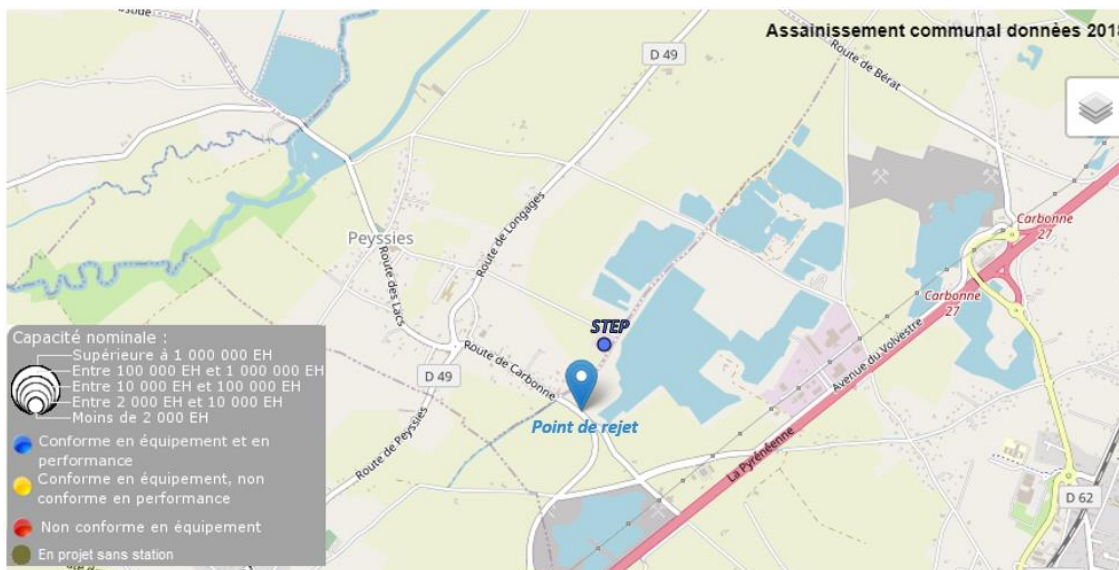 Assainissement communal données 2018
D 49
Route de Bérat
Route de Longages
Peyssies
Route des Lacs
Carbonne
27
Carbonne
27
STEP
Route de Carbonne
D 49
Avenue du Volvestre
Point de rejet
Route de Peyssies
La Pyrénéenne
D 62
Capacité nominale :
Supérieure à 1 000 000 EH
Entre 100 000 EH et 1 000 000 EH
Entre 10 000 EH et 100 000 EH
Entre 2 000 EH et 10 000 EH
Moins de 2 000 EH
Conforme en équipement et en
performance
Conforme en équipement, non
conforme en performance
Non conforme en équipement
En projet sans station